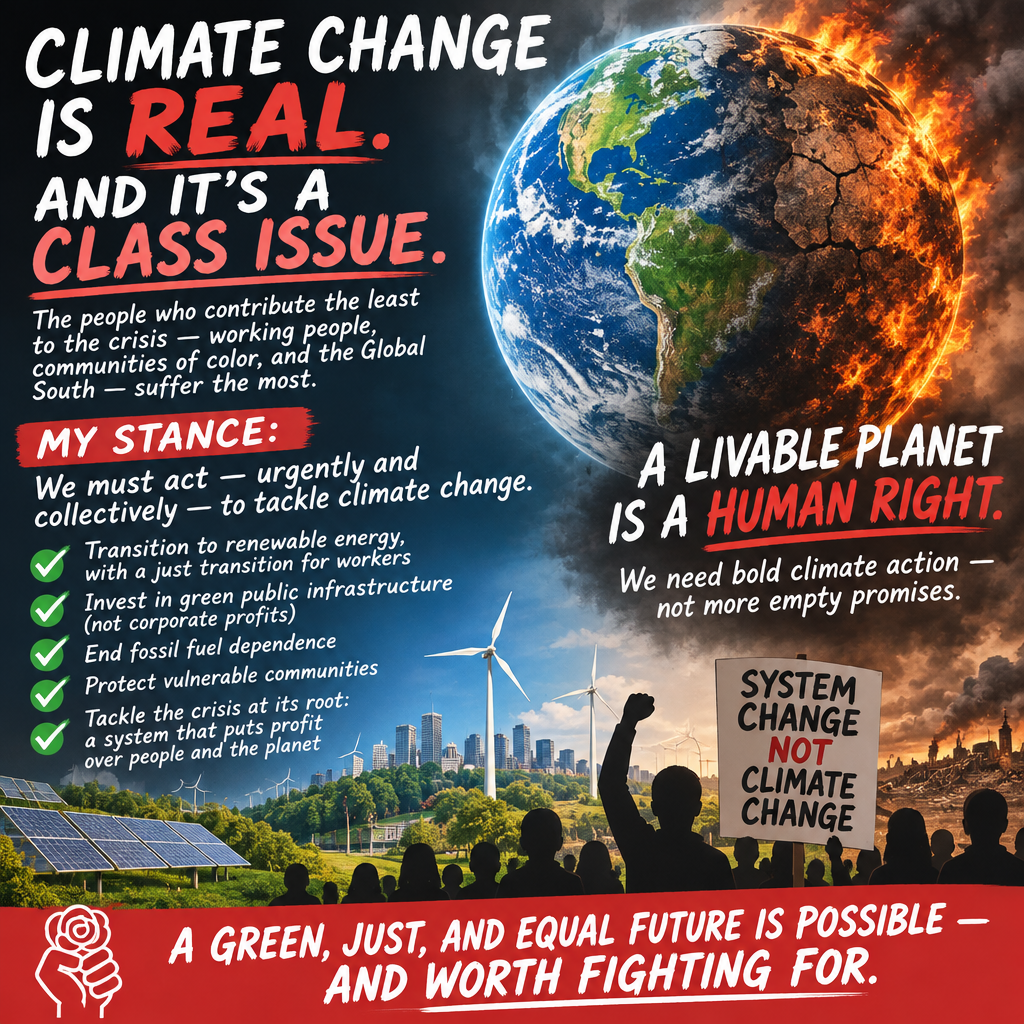 CLIMATE CHANGE
IS REAL.
AND IT'S A
CLASS ISSUE.
The people who contribute the least
to the crisis — working people,
communities of color, and the Global
South — suffer the most.
MY STANCE:
We must act — urgently and
collectively — to tackle climate change.
Transition to renewable energy,
with a just transition for workers
Invest in green public infrastructure
(not corporate profits)
End fossil fuel dependence
Protect vulnerable communities
Tackle the crisis at its root:
a system that puts profit
over people and the planet
A LIVABLE PLANET
IS A HUMAN RIGHT.
We need bold climate action —
not more empty promises.
SYSTEM
CHANGE
NOT
CLIMATE
CHANGE
A GREEN, JUST, AND EQUAL FUTURE IS POSSIBLE —
AND WORTH FIGHTING FOR.